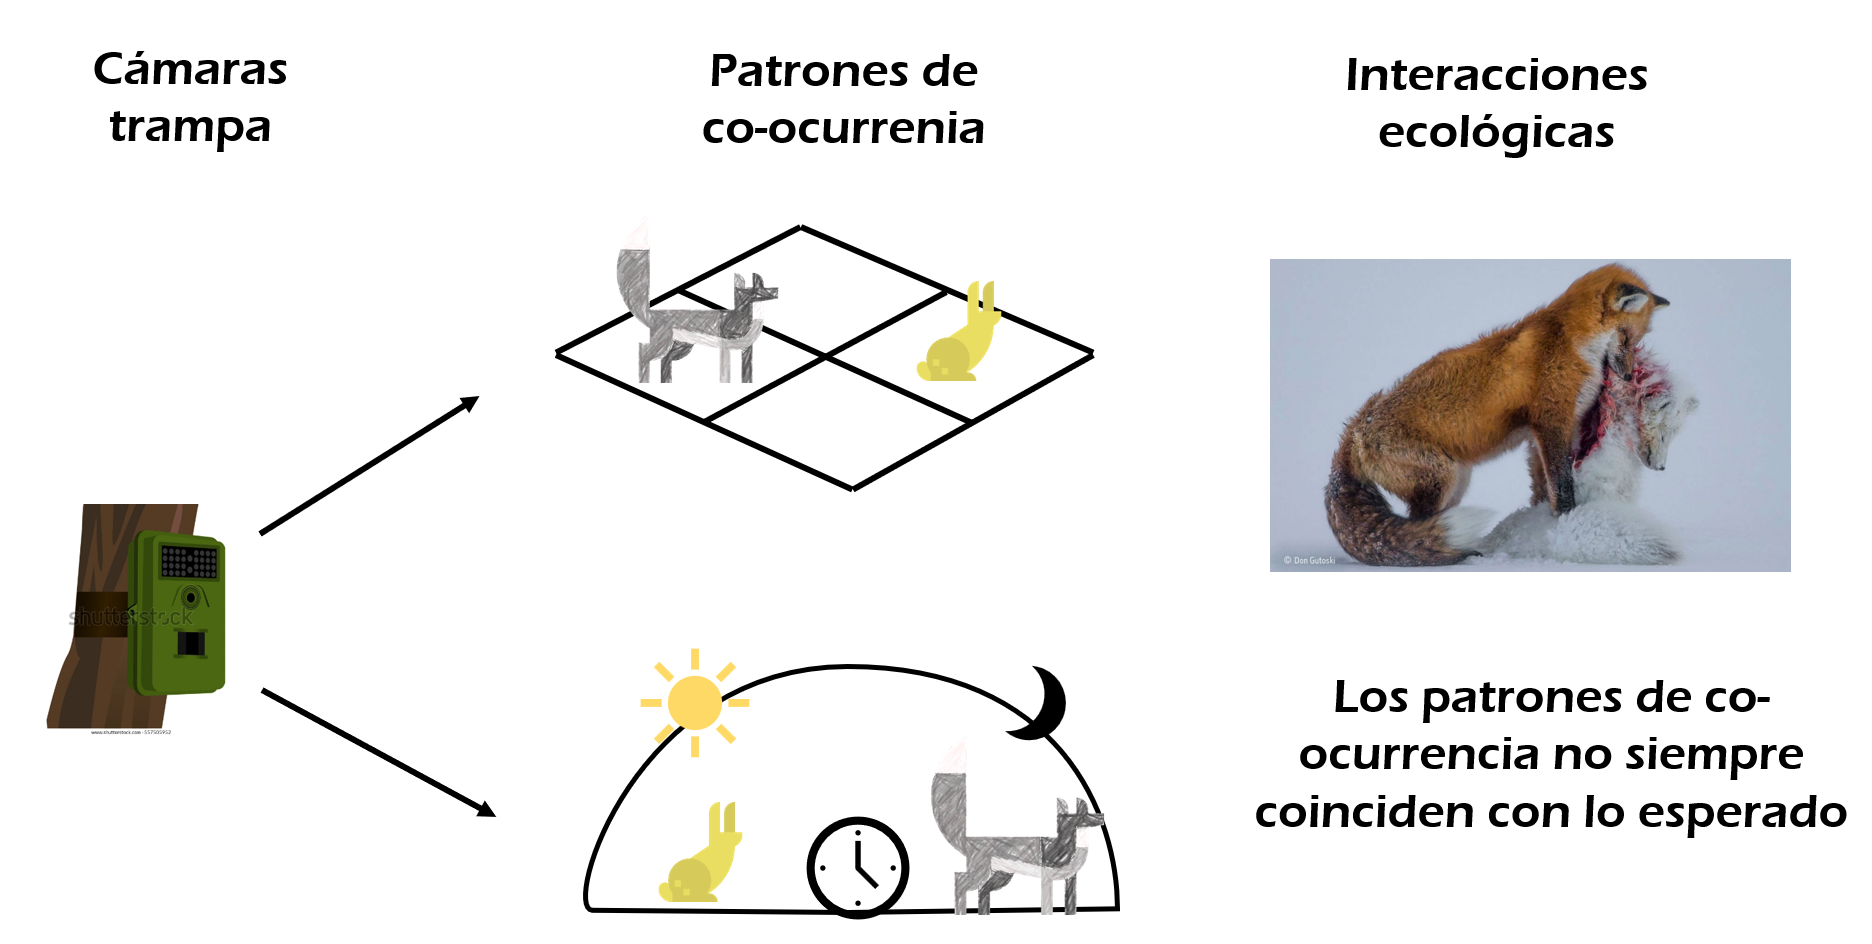 Cámaras
trampa
Patrones de
co-ocurrenia
Interacciones
ecológicas
© Don Gutoski
shutterstock
www.shutterstock.com · 557505952
Los patrones de co-
ocurrencia no siempre
coinciden con lo esperado